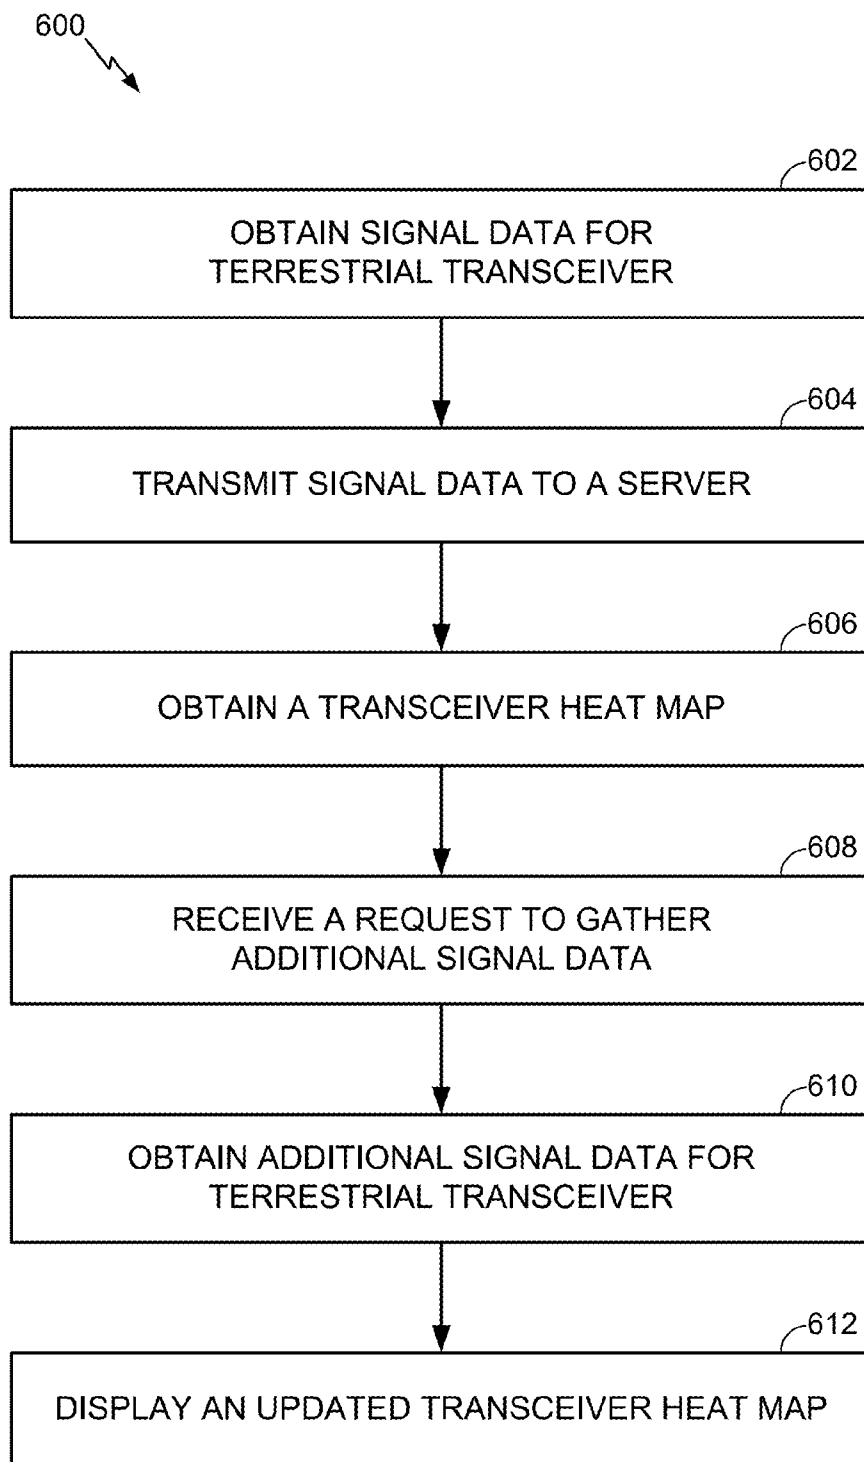 600
602
OBTAIN SIGNAL DATA FOR
TERRESTRIAL TRANSCEIVER
604
TRANSMIT SIGNAL DATA TO A SERVER
606
OBTAIN A TRANSCEIVER HEAT MAP
608
RECEIVE A REQUEST TO GATHER
ADDITIONAL SIGNAL DATA
610
OBTAIN ADDITIONAL SIGNAL DATA FOR
TERRESTRIAL TRANSCEIVER
612
DISPLAY AN UPDATED TRANSCEIVER HEAT MAP